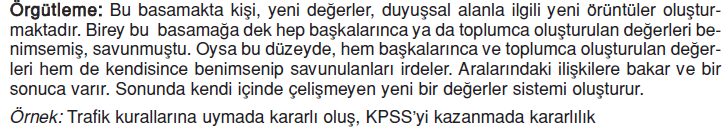 Örgütleme: Bu basamakta kişi, yeni değerler, duyuşsal alanla ilgili yeni örüntüler oluştur-
maktadır. Birey bu basamağa dek hep başkalarınca ya da toplumca oluşturulan değerleri be-
nimsemiş, savunmuştu. Oysa bu düzeyde, hem başkalarınca ve toplumca oluşturulan değer-
leri hem de kendisince benimsenip savunulanları irdeler. Aralarındaki ilişkilere bakar ve bir
sonuca varır. Sonunda kendi içinde çelişmeyen yeni bir değerler sistemi oluşturur.
Örnek: Trafik kurallarına uymada kararlı oluş, KPSS'yi kazanmada kararlılık